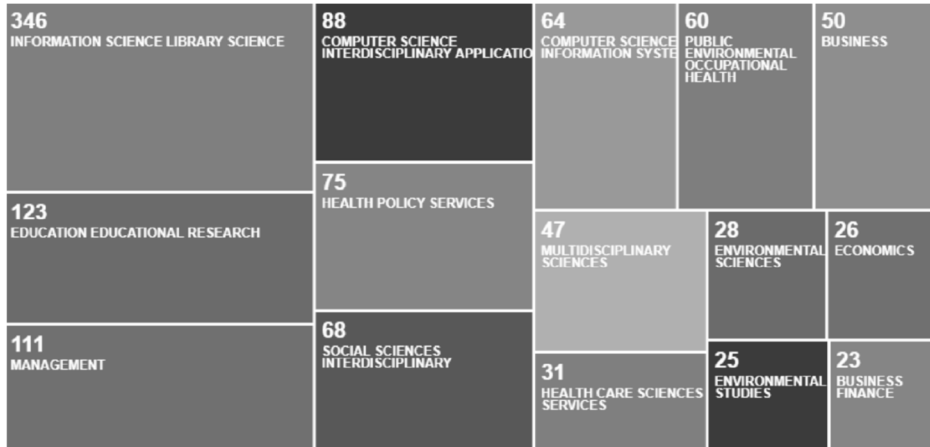 346
INFORMATION SCIENCE LIBRARY SCIENCE
123
EDUCATION EDUCATIONAL RESEARCH
111
MANAGEMENT
88
COMPUTER SCIENCE
INTERDISCIPLINARY APPLICATIO
75
HEALTH POLICY SERVICES
68
SOCIAL SCIENCES
INTERDISCIPLINARY
64
COMPUTER SCIENCE
INFORMATION SYSTE
60
PUBLIC
ENVIRONMENTAL
OCCUPATIONAL
HEALTH
50
BUSINESS
47
MULTIDISCIPLINARY
SCIENCES
31
HEALTH CARE SCIENCES
SERVICES
28
ENVIRONMENTAL
SCIENCES
26
ECONOMICS
25
ENVIRONMENTAL
STUDIES
23
BUSINESS
FINANCE